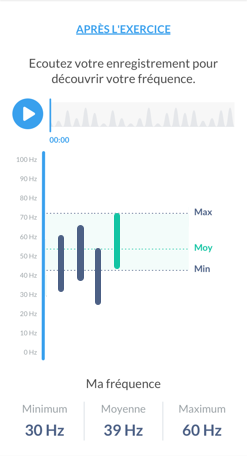 APRÈS L'EXERCICE
Ecoutez votre enregistrement pour
découvrir votre fréquence.
00:00
100 Hz
90 Hz
80 Hz
70 Hz
Max
60 Hz
Moy
50 Hz
40 Hz
Min
30 Hz
20 Hz
10 Hz
0 Hz
Ma fréquence
Minimum Moyenne Maximum
30 Hz 39 Hz 60 Hz